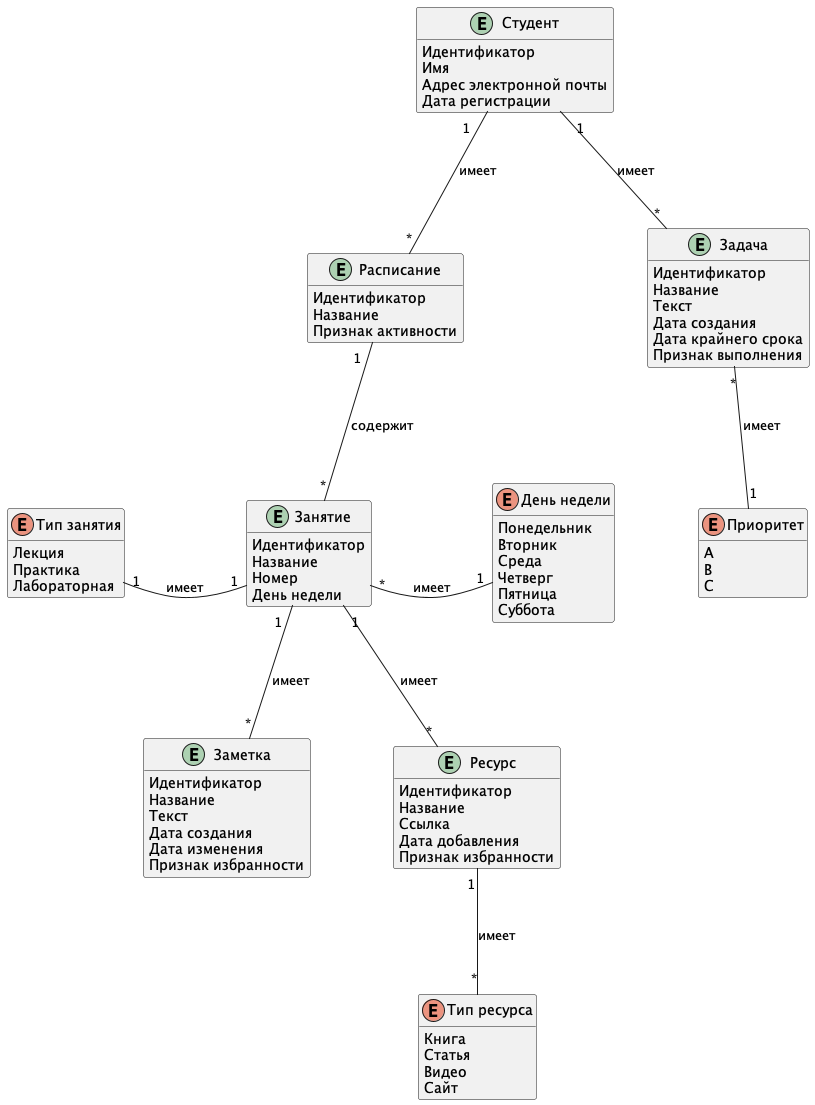 E Студент
Идентификатор
Имя
Адрес электронной почты
Дата регистрации
1
1
имеет
имеет
*
*
E Расписание
Идентификатор
Название
Признак активности
E Задача
Идентификатор
Название
Текст
Дата создания
Дата крайнего срока
Признак выполнения
1
*
содержит
имеет
*
1
E Тип занятия
Лекция
Практика
Лабораторная
1
имеет
1
E Занятие
Идентификатор
Название
Номер
День недели
*
имеет
1
E День недели
Понедельник
Вторник
Среда
Четверг
Пятница
Суббота
E Приоритет
A
B
C
1
1
имеет
имеет
*
*
E Заметка
Идентификатор
Название
Текст
Дата создания
Дата изменения
Признак избранности
E Ресурс
Идентификатор
Название
Ссылка
Дата добавления
Признак избранности
1
имеет
*
E Тип ресурса
Книга
Статья
Видео
Сайт